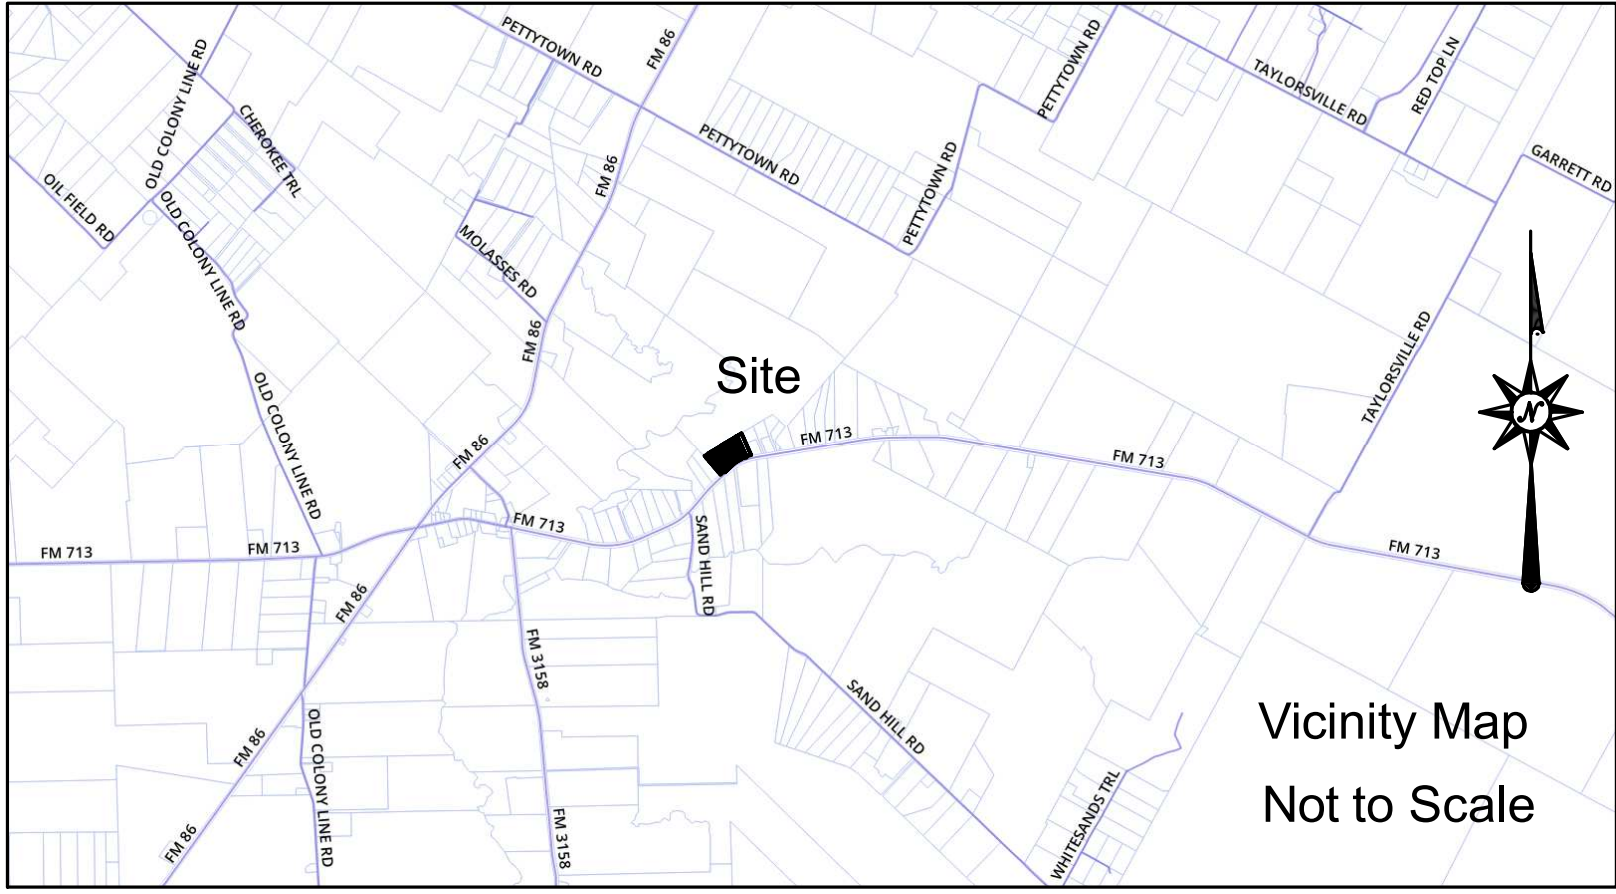 PETTYTOWN RD
FM 86
PETTYTOWN RD
TAYLORSVILLE RD
RED TOP LN
OLD COLONY LINE RD
CHEROKEE TRL
PETTYTOWN RD
PETTYTOWN RD
GARRETT RD
FM 86
OIL FIELD RD
OLD COLONY LINE RD
MOLASSES RD
FM 86
N
TAYLORSVILLE RD
Site
OLD COLONY LINE RD
FM 86
FM 713
FM 713
FM 713
FM 713
FM 713
FM 713
SAND HILL RD
FM 86
FM 3158
SAND HILL RD
Vicinity Map
FM 86
OLD COLONY LINE RD
Not to Scale
WHITESANDS TRL
FM 86
FM 3158